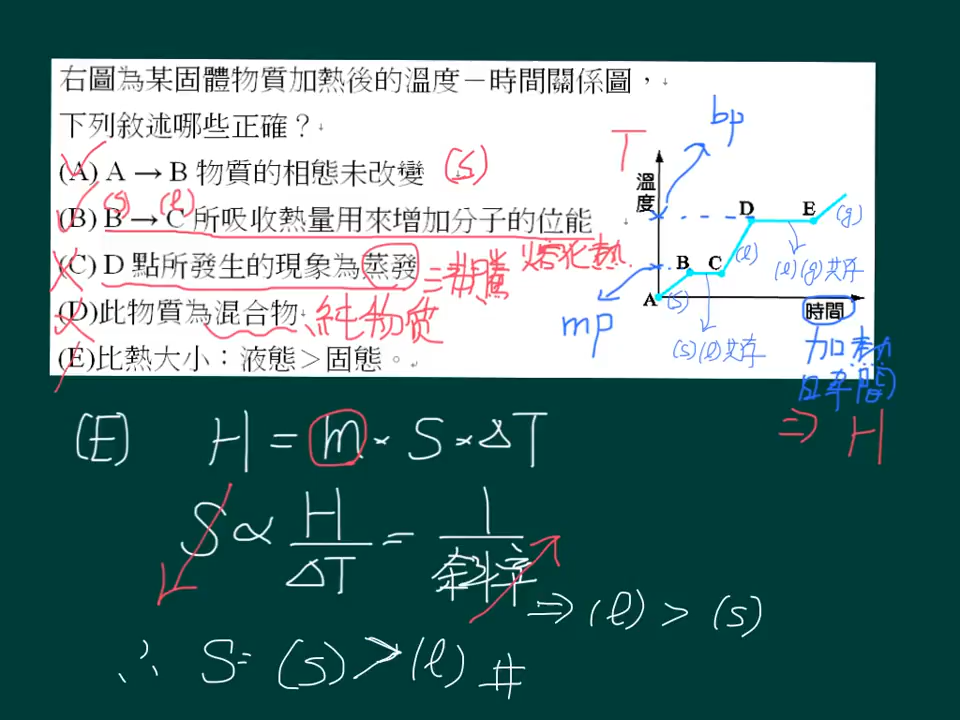 右圖為某固體物質加熱後的溫度－時間關係圖，
下列敘述哪些正確？
(A) A → B 物質的相態未改變 (s)
(s) (l)
(B) B → C 所吸收熱量用來增加分子的位能
熔化熱
(C) D 點所發生的現象為蒸發 = 沸騰
(D)此物質為混合物、純物質
(E)比熱大小：液態＞固態。
bp
T
溫度
D E (g)
B C (l) (l)(g)共存
A (s)
mp
時間
(s)(l)共存
加熱
時間
⇒ H
(E) H = m × S × ΔT
S ∝ H/ΔT = 1/斜率
⇒ (l) > (s)
∴ S = (s) > (l) #